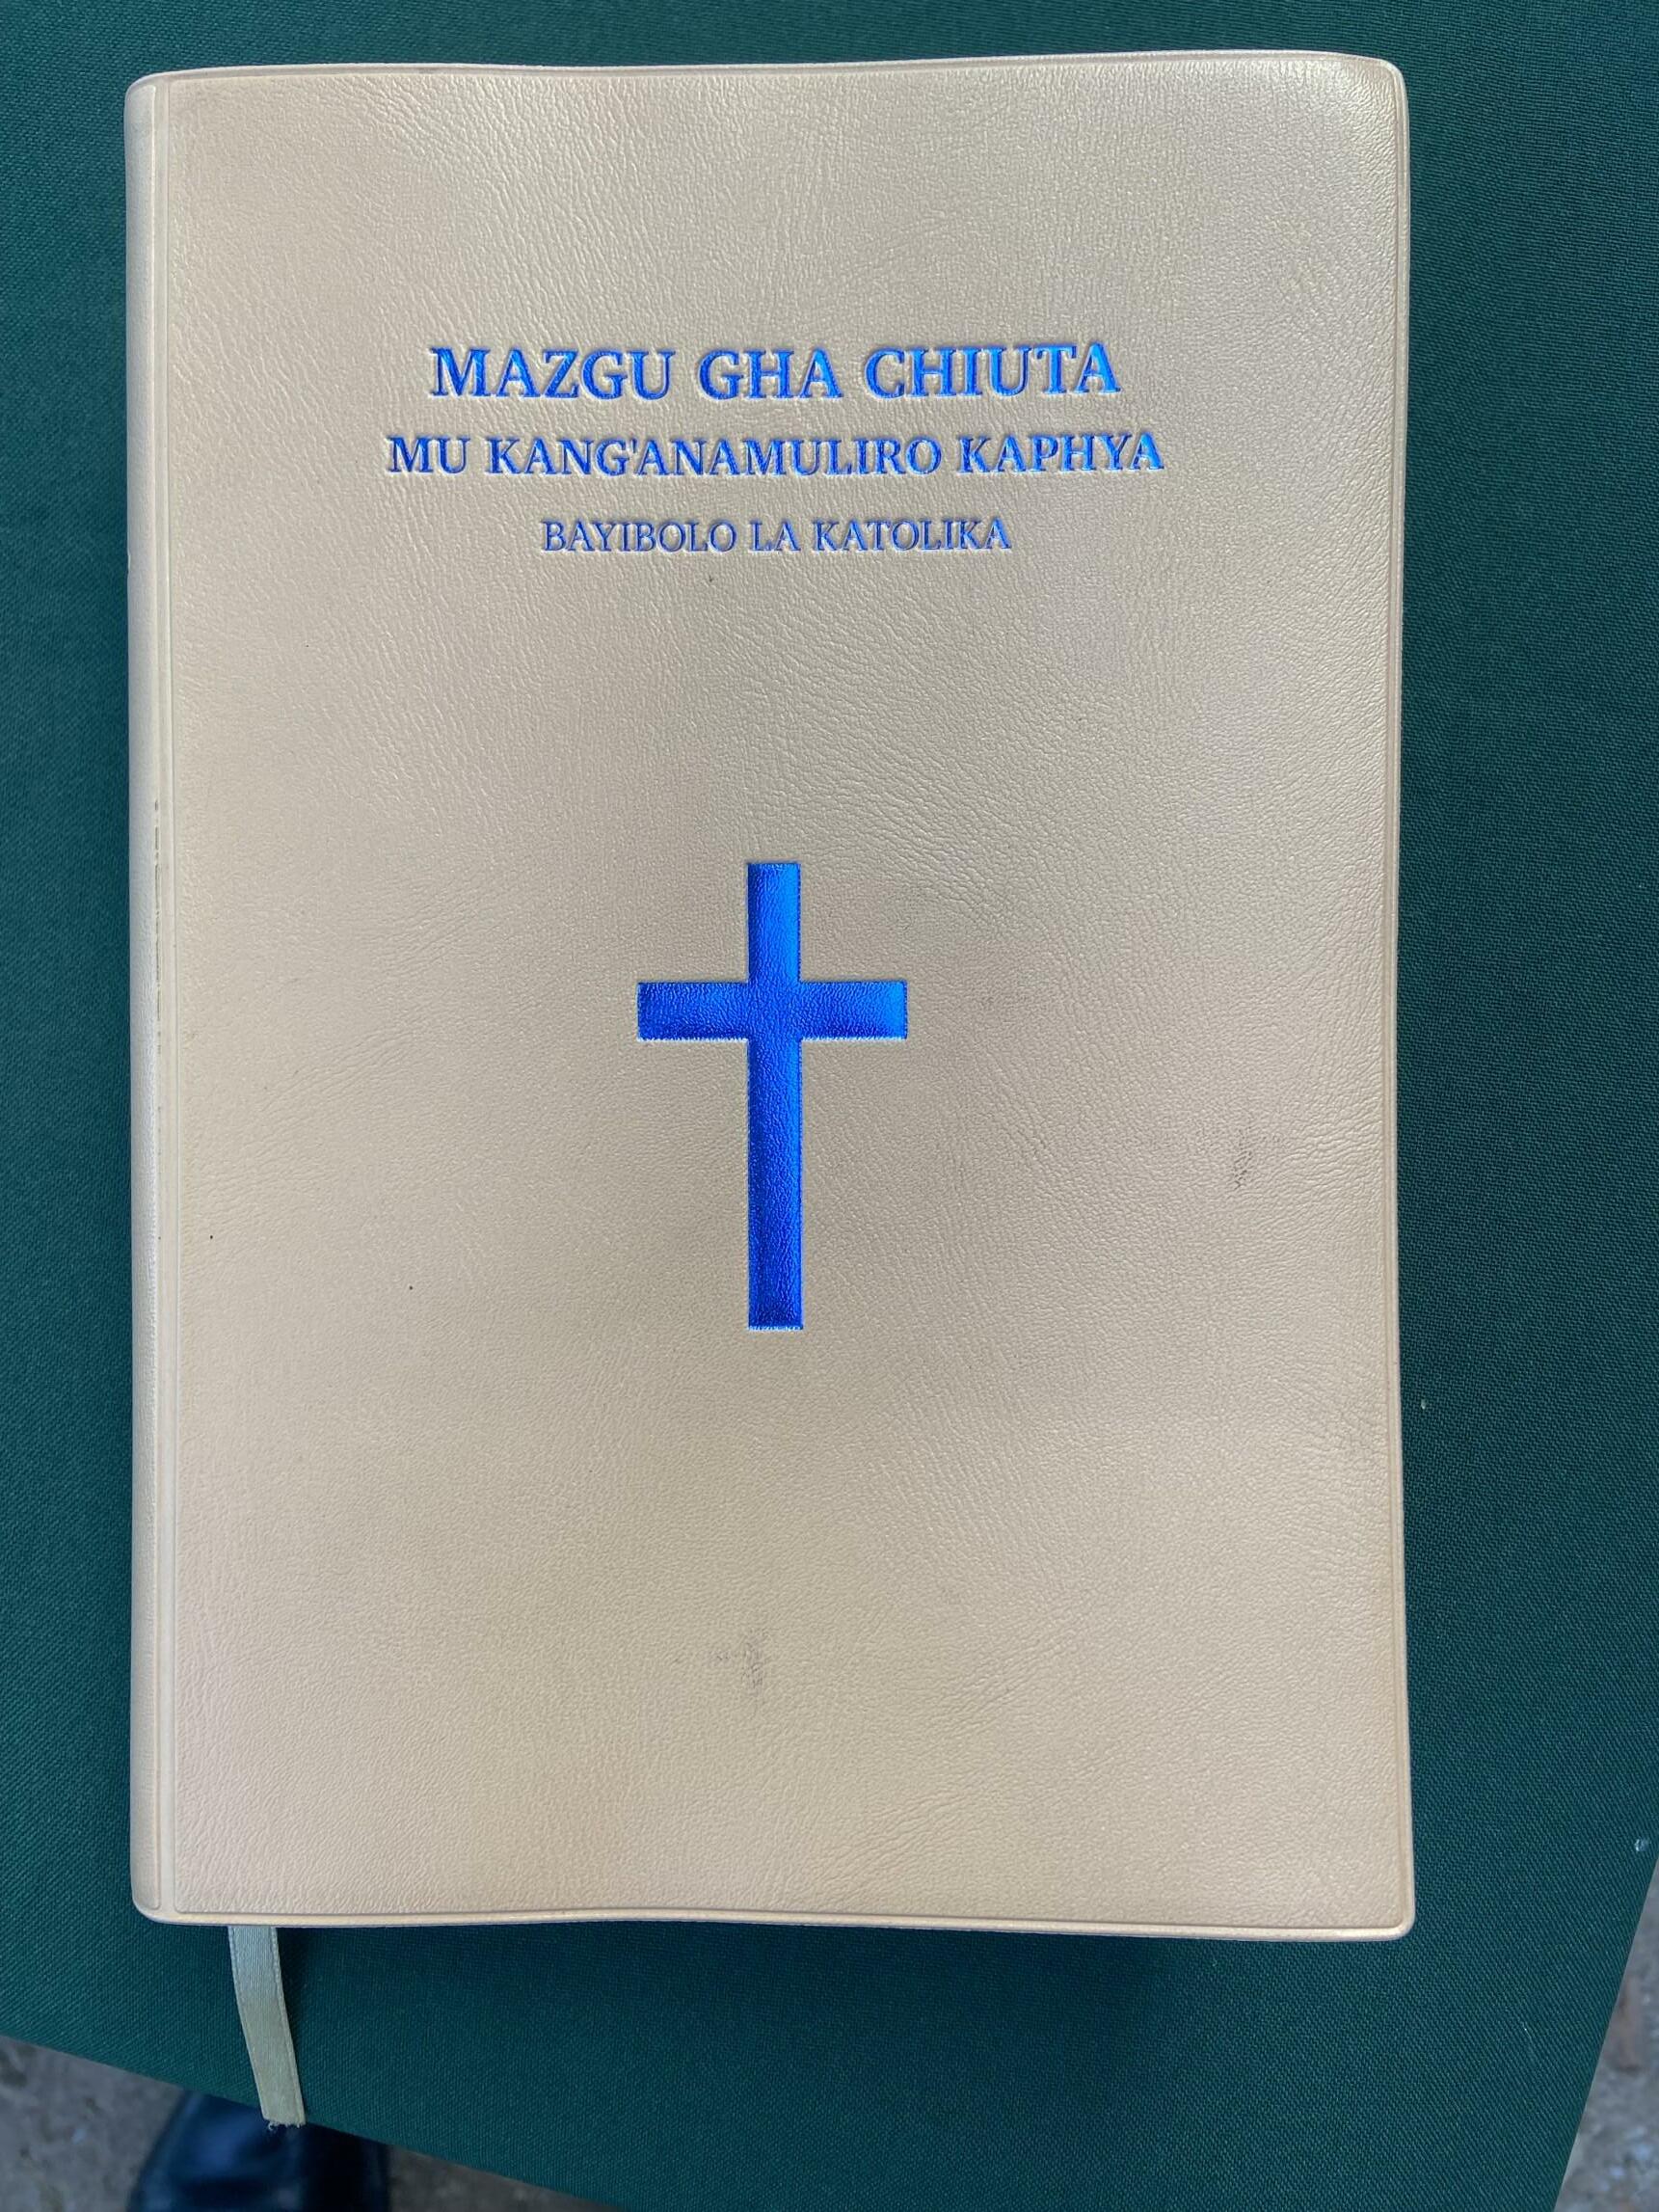 MAZGU GHA CHIUTA
MU KANG'ANAMULIRO KAPHYA
BAYIBOLO LA KATOLIKA